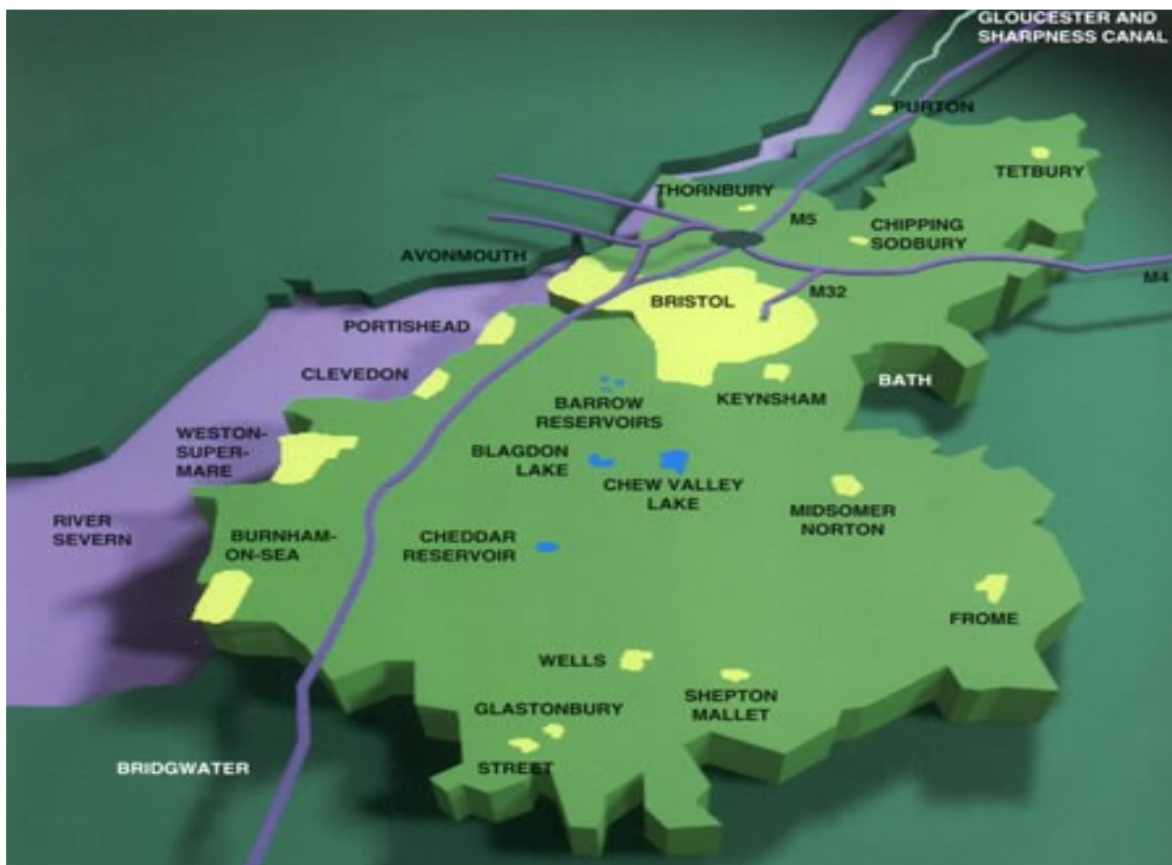 GLOUCESTER AND
SHARPNESS CANAL
PURTON
TETBURY
THORNBURY
M5
CHIPPING
SODBURY
AVONMOUTH
M4
M32
BRISTOL
PORTISHEAD
CLEVEDON
BATH
KEYNSHAM
BARROW
RESERVOIRS
WESTON-
SUPER-
MARE
BLAGDON
LAKE
CHEW VALLEY
LAKE
MIDSOMER
NORTON
RIVER
SEVERN
BURNHAM-
ON-SEA
CHEDDAR
RESERVOIR
FROME
WELLS
SHEPTON
MALLET
GLASTONBURY
STREET
BRIDGWATER